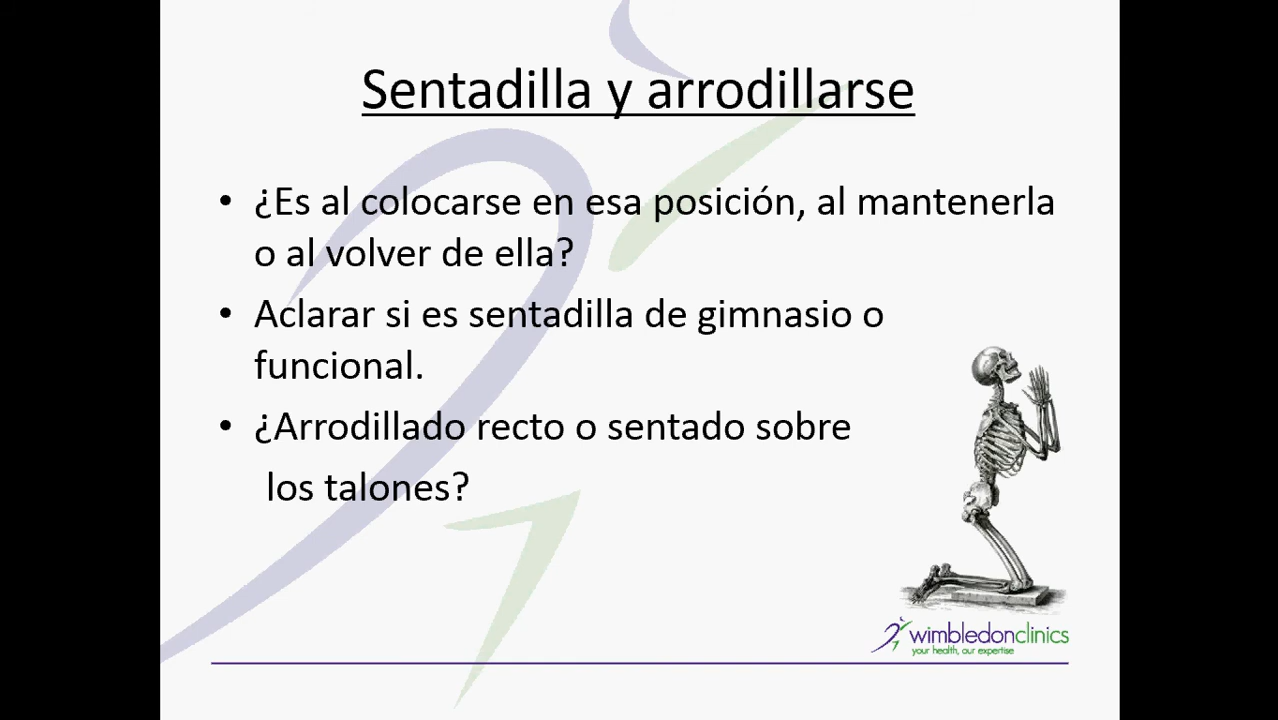 Sentadilla y arrodillarse
• ¿Es al colocarse en esa posición, al mantenerla
o al volver de ella?
• Aclarar si es sentadilla de gimnasio o
funcional.
• ¿Arrodillado recto o sentado sobre
los talones?
wimbledonclinics
your health, our expertise